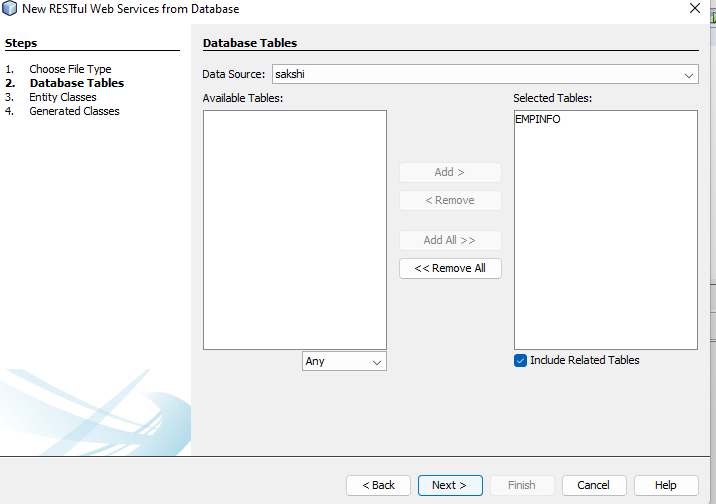 New RESTful Web Services from Database
Steps
1. Choose File Type
2. Database Tables
3. Entity Classes
4. Generated Classes
Database Tables
Data Source: sakshi
Available Tables:
Any
Add >
< Remove
Add All >>
<< Remove All
Selected Tables:
EMPINFO
Include Related Tables
< Back
Next >
Finish
Cancel
Help